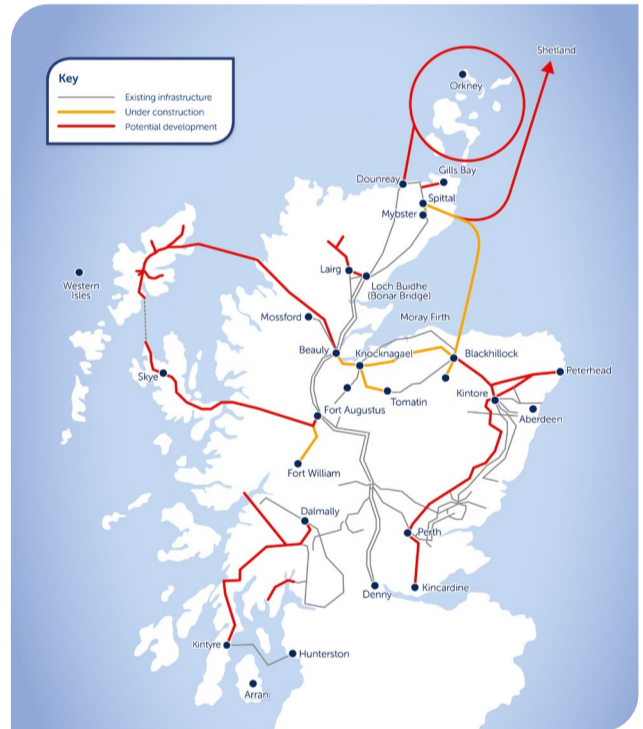 Key
Existing infrastructure
Under construction
Potential development
Shetland
Orkney
Gills Bay
Dounreay
Spittal
Mybster
Lairg
Loch Buidhe
(Bonar Bridge)
Western
Isles
Mossford
Moray Firth
Beauly
Knocknagael
Blackhillock
Peterhead
Skye
Tomatin
Kintore
Fort Augustus
Aberdeen
Fort William
Dalmally
Perth
Denny
Kincardine
Kintyre
Hunterston
Arran